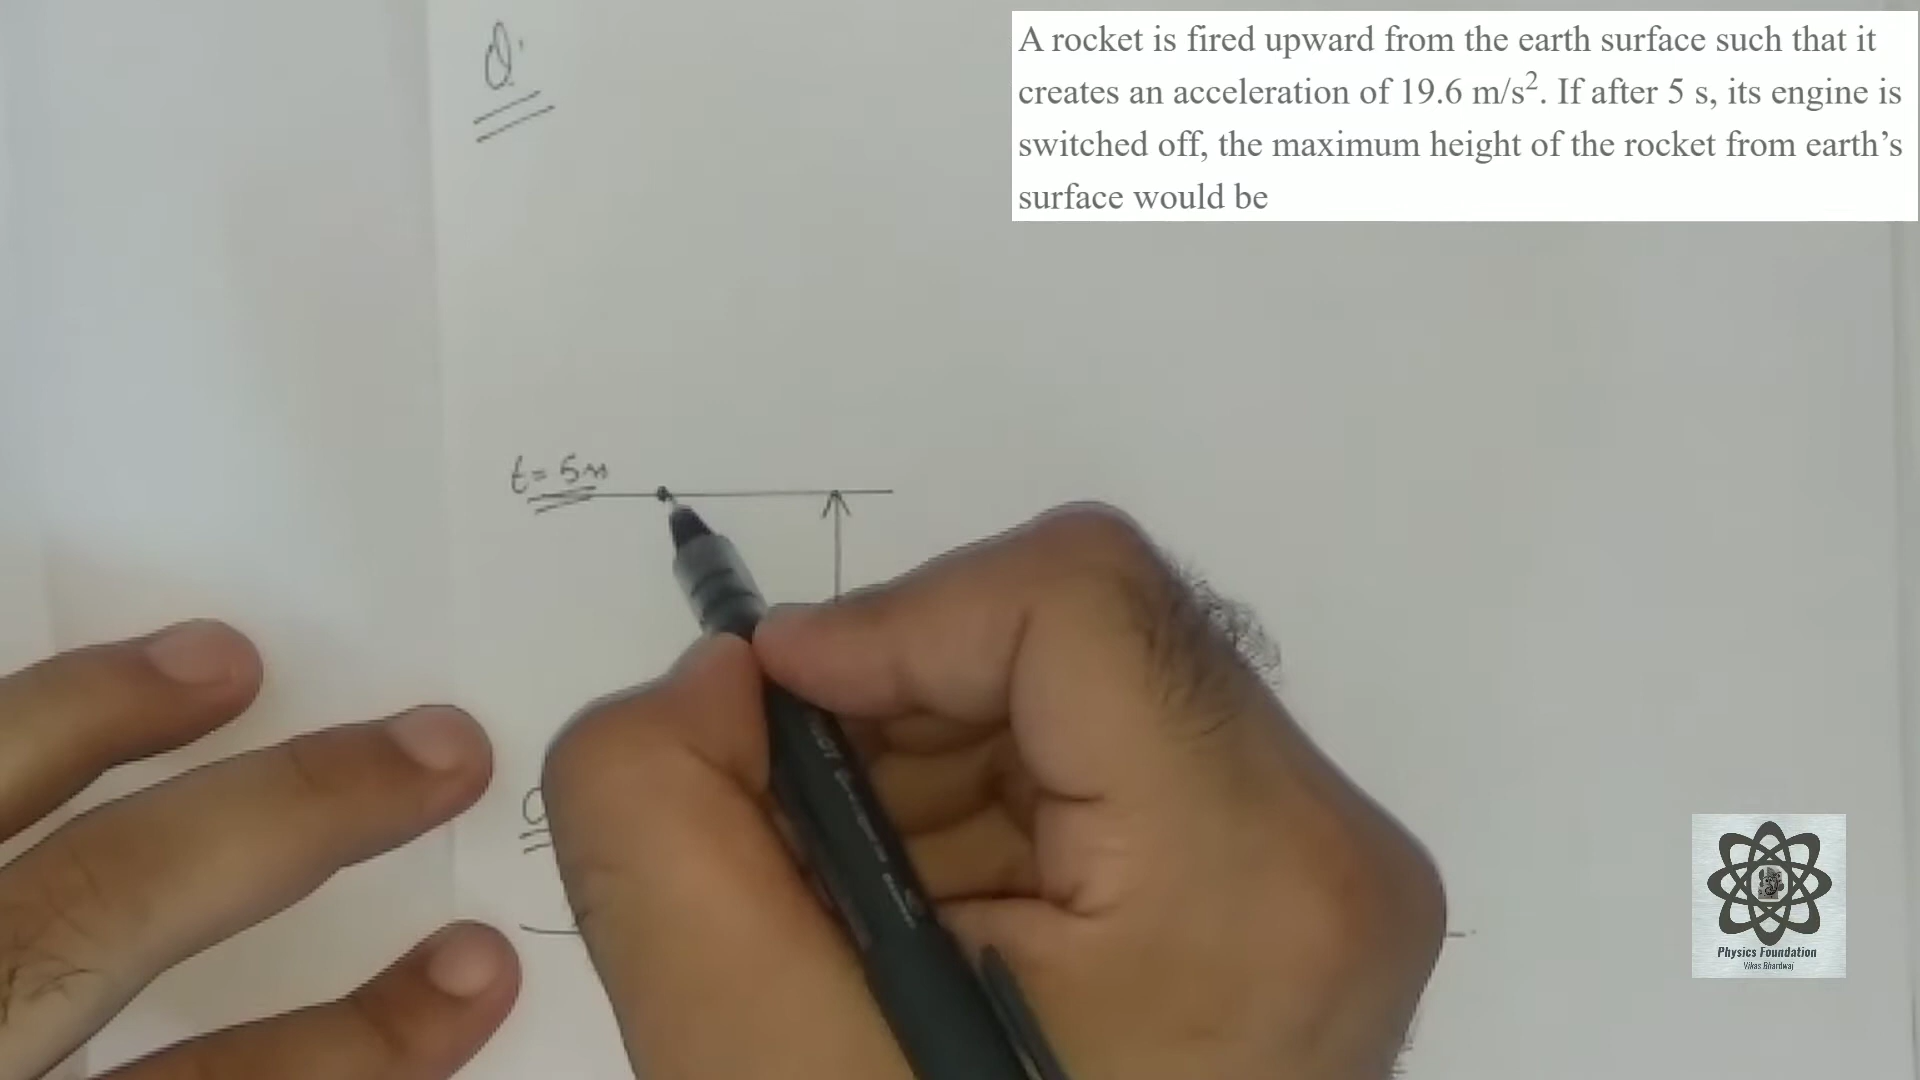 Q.
A rocket is fired upward from the earth surface such that it
creates an acceleration of 19.6 m/s². If after 5 s, its engine is
switched off, the maximum height of the rocket from earth’s
surface would be
t = 5s
Physics Foundation
Vikas Bhardwaj